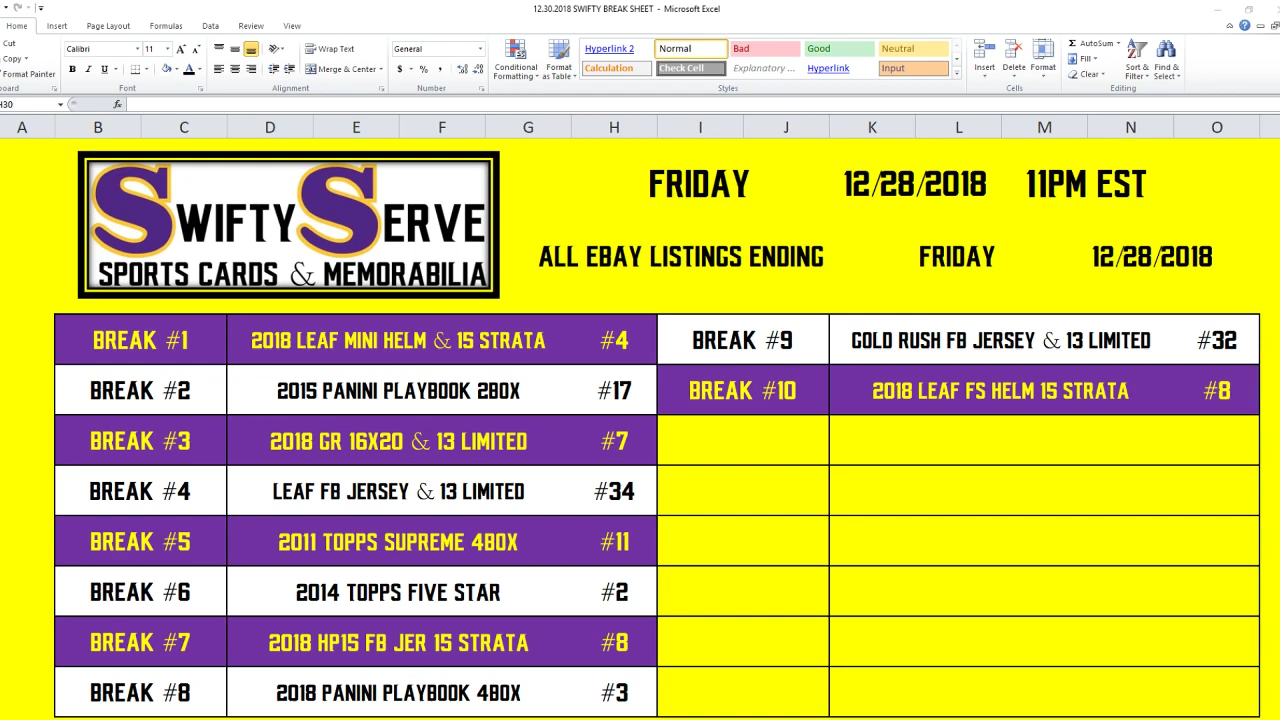 12.30.2018 SWIFTY BREAK SHEET - Microsoft Excel
Home Insert Page Layout Formulas Data Review View
Cut Calibri 11 A A Wrap Text General Hyperlink 2 Normal Bad Good Neutral AutoSum
Copy Conditional Formatting Format as Table Insert Delete Format Fill Sort & Filter Find & Select
Format Painter B I U A Merge & Center $ % , Calculation Check Cell Explanatory ... Hyperlink Input Clear
Font Alignment Number Styles Cells Editing
H30 fx
A B C D E F G H I J K L M N O
SWIFTY SERVE
SPORTS CARDS & MEMORABILIA
FRIDAY 12/28/2018 11PM EST
ALL EBAY LISTINGS ENDING FRIDAY 12/28/2018
BREAK #1 2018 LEAF MINI HELM & 15 STRATA #4
BREAK #2 2015 PANINI PLAYBOOK 2BOX #17
BREAK #3 2018 GR 16X20 & 13 LIMITED #7
BREAK #4 LEAF FB JERSEY & 13 LIMITED #34
BREAK #5 2011 TOPPS SUPREME 4BOX #11
BREAK #6 2014 TOPPS FIVE STAR #2
BREAK #7 2018 HP15 FB JER 15 STRATA #8
BREAK #8 2018 PANINI PLAYBOOK 4BOX #3
BREAK #9 GOLD RUSH FB JERSEY & 13 LIMITED #32
BREAK #10 2018 LEAF FS HELM 15 STRATA #8